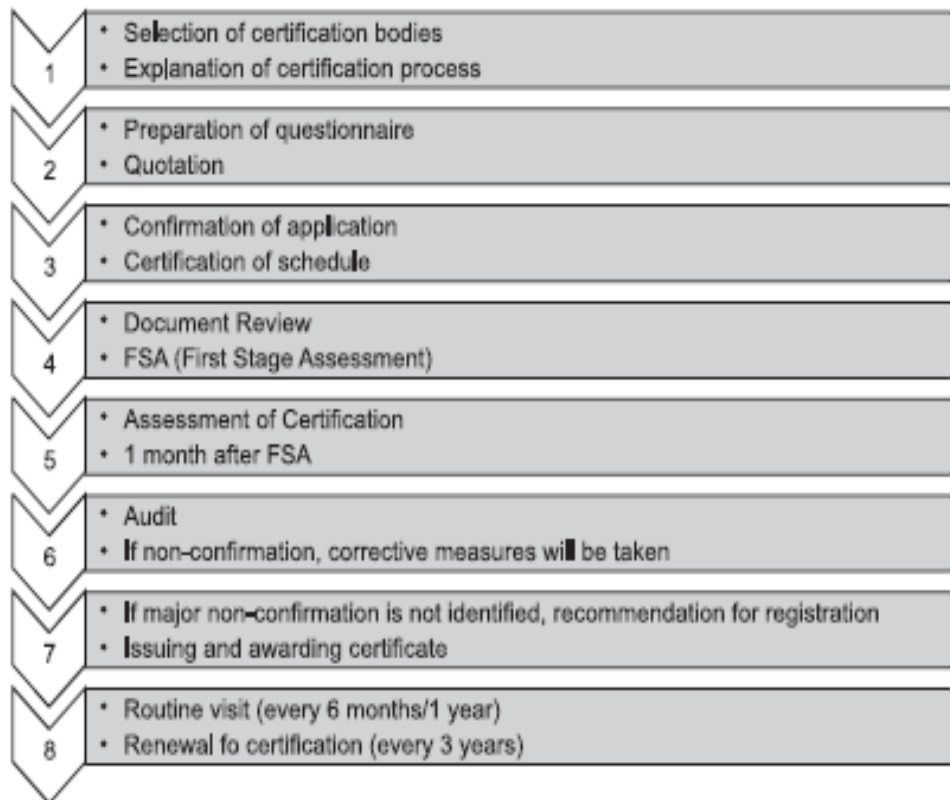 1
• Selection of certification bodies
• Explanation of certification process
2
• Preparation of questionnaire
• Quotation
3
• Confirmation of application
• Certification of schedule
4
• Document Review
• FSA (First Stage Assessment)
5
• Assessment of Certification
• 1 month after FSA
6
• Audit
• If non-confirmation, corrective measures will be taken
7
• If major non-confirmation is not identified, recommendation for registration
• Issuing and awarding certificate
8
• Routine visit (every 6 months/1 year)
• Renewal fo certification (every 3 years)